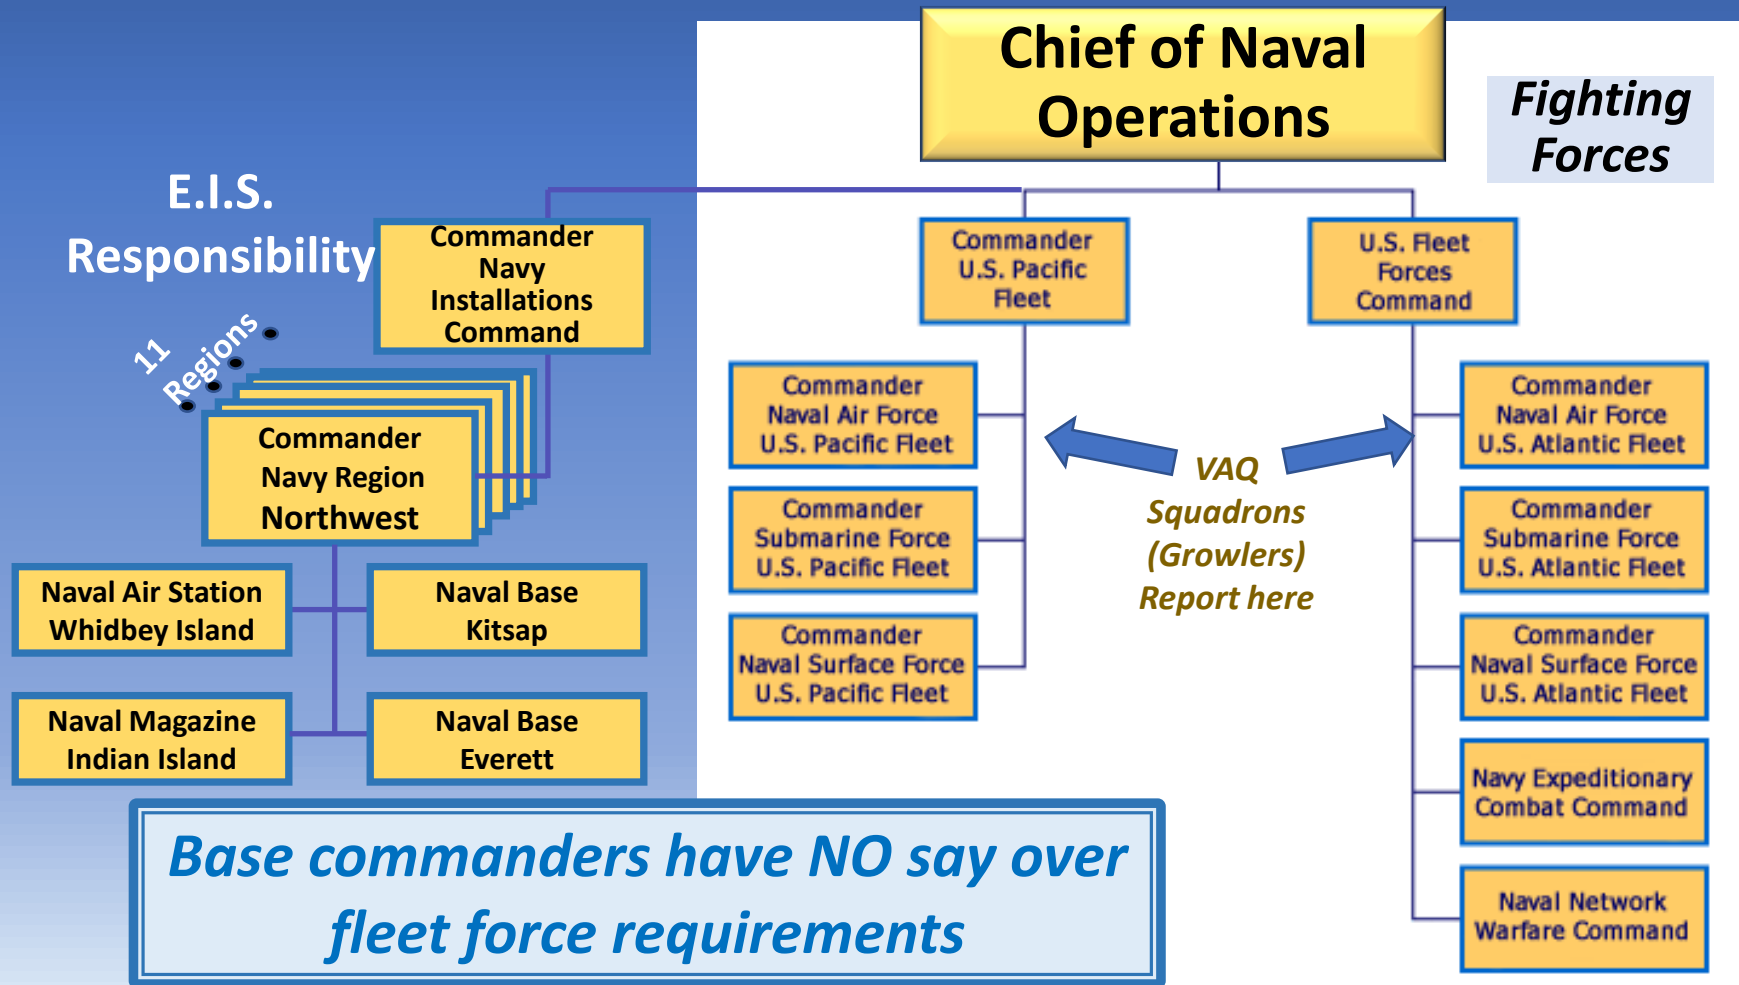 Chief of Naval
Operations
Fighting
Forces
E.I.S.
Responsibility
11
Regions
Commander
Navy
Installations
Command
Commander
Navy Region
Northwest
Naval Air Station
Whidbey Island
Naval Base
Kitsap
Naval Magazine
Indian Island
Naval Base
Everett
Commander
U.S. Pacific
Fleet
U.S. Fleet
Forces
Command
Commander
Naval Air Force
U.S. Pacific Fleet
Commander
Submarine Force
U.S. Pacific Fleet
Commander
Naval Surface Force
U.S. Pacific Fleet
VAQ
Squadrons
(Growlers)
Report here
Commander
Naval Air Force
U.S. Atlantic Fleet
Commander
Submarine Force
U.S. Atlantic Fleet
Commander
Naval Surface Force
U.S. Atlantic Fleet
Navy Expeditionary
Combat Command
Naval Network
Warfare Command
Base commanders have NO say over
fleet force requirements